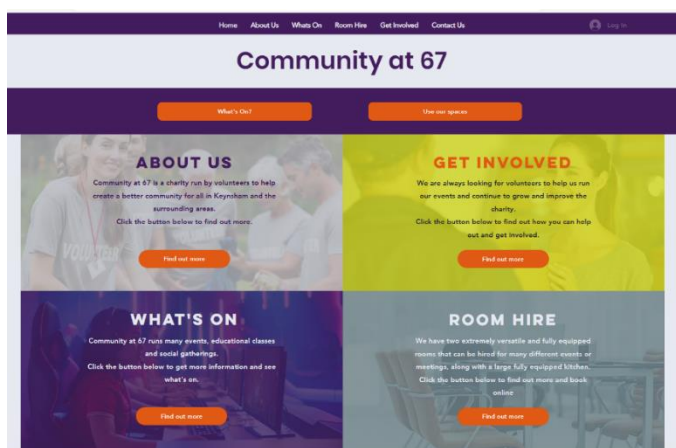 Home About Us Whats On Room Hire Get Involved Contact Us Log In
Community at 67
What's On? Use our spaces
ABOUT US
Community at 67 is a charity run by volunteers to help
create a better community for all in Keynsham and the
surrounding areas.
Click the button below to find out more.
Find out more
VOLUNTEER
GET INVOLVED
We are always looking for volunteers to help us run
our events and continue to grow and improve the
charity.
Click the button below to find out how you can help
out and get involved.
Find out more
WHAT'S ON
Community at 67 runs many events, educational classes
and social gatherings.
Click the button below to get more information and see
what's on.
Find out more
ROOM HIRE
We have two extremely versatile and fully equipped
rooms that can be hired for many different events or
meetings, along with a large fully equipped kitchen.
Click the button below to find out more and book
online
Find out more